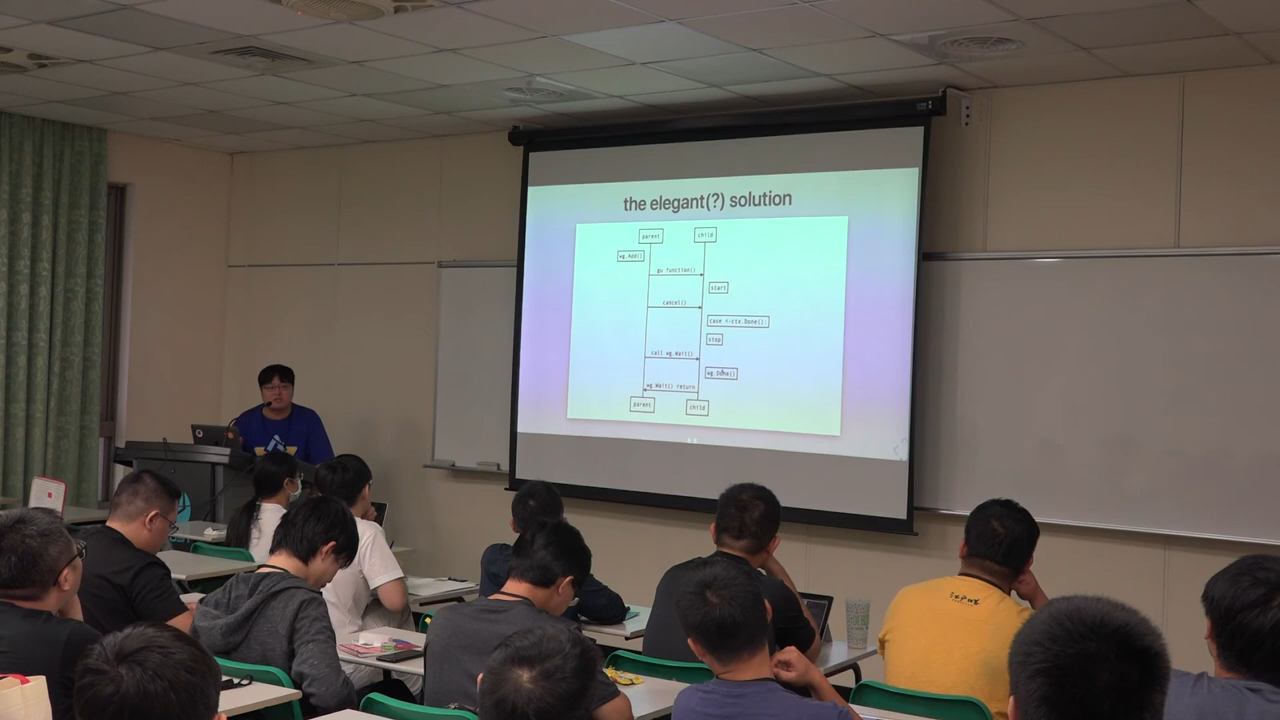 the elegant(?) solution
parent
child
wg.Add()
gu function()
start
cancel()
case <-ctx.Done():
stop
call wg.Wait()
wg.Done()
wg.Wait() return
parent
child